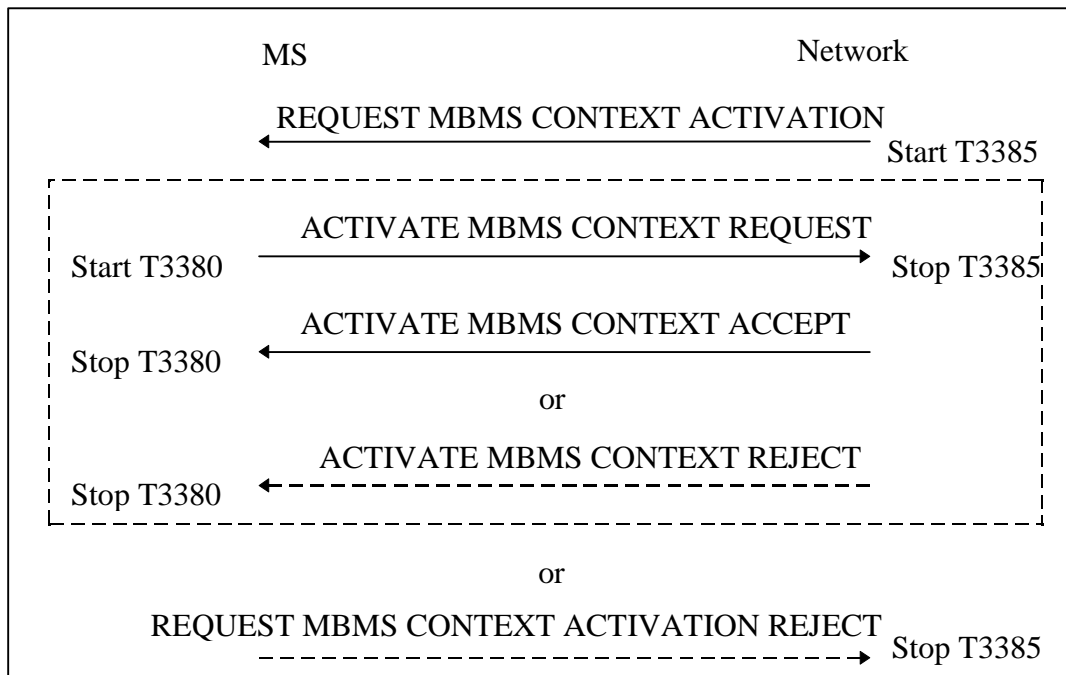 MS
Network
REQUEST MBMS CONTEXT ACTIVATION
Start T3385
ACTIVATE MBMS CONTEXT REQUEST
Start T3380
Stop T3385
ACTIVATE MBMS CONTEXT ACCEPT
Stop T3380
or
ACTIVATE MBMS CONTEXT REJECT
Stop T3380
or
REQUEST MBMS CONTEXT ACTIVATION REJECT
Stop T3385